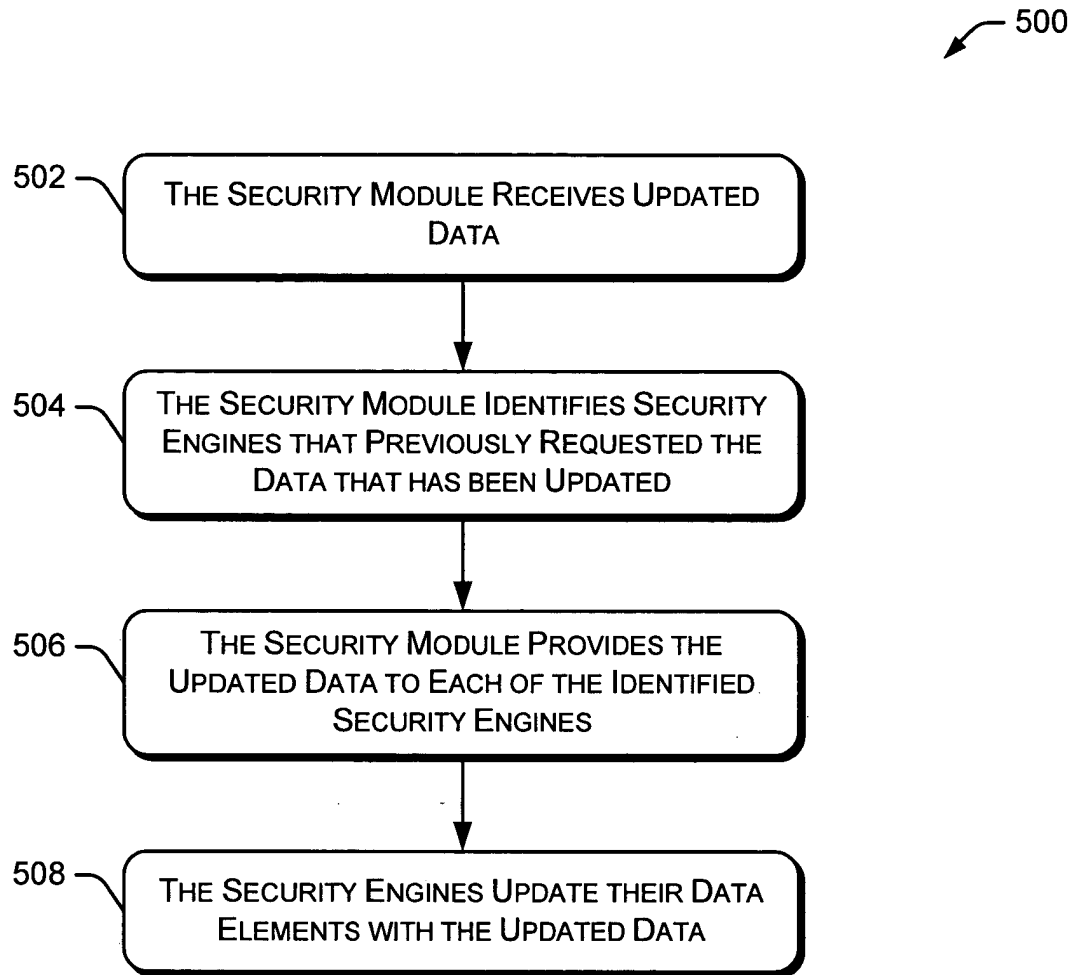 500
502
THE SECURITY MODULE RECEIVES UPDATED
DATA
504
THE SECURITY MODULE IDENTIFIES SECURITY
ENGINES THAT PREVIOUSLY REQUESTED THE
DATA THAT HAS BEEN UPDATED
506
THE SECURITY MODULE PROVIDES THE
UPDATED DATA TO EACH OF THE IDENTIFIED
SECURITY ENGINES
508
THE SECURITY ENGINES UPDATE THEIR DATA
ELEMENTS WITH THE UPDATED DATA